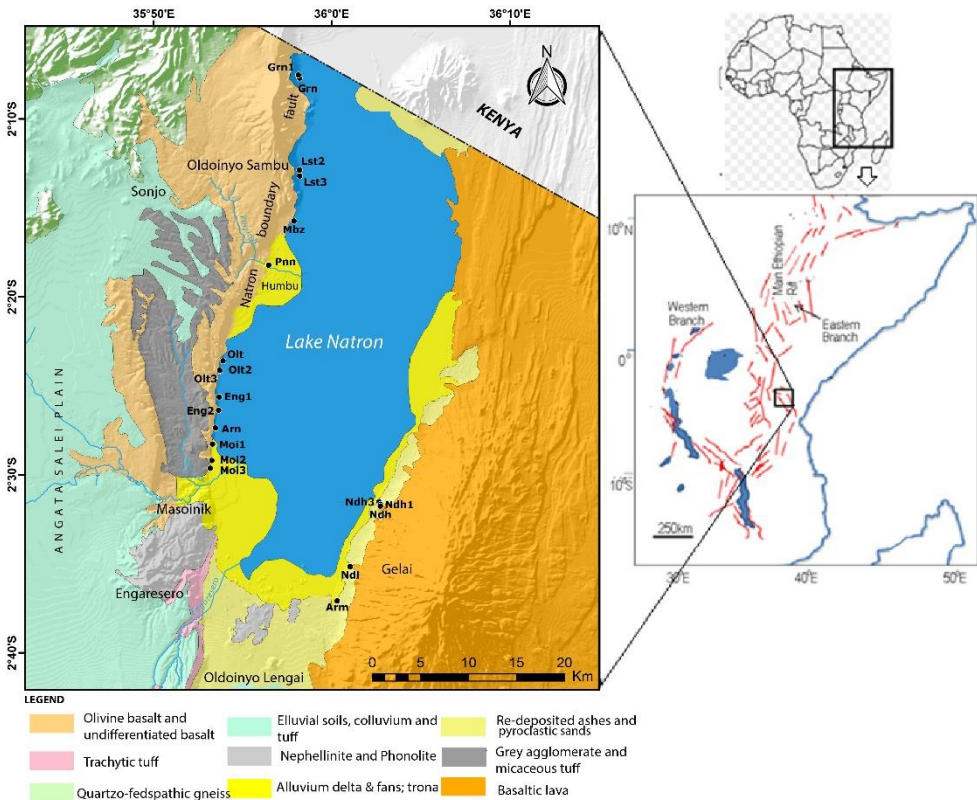 35°50'E
36°0'E
36°10'E
2°10'S
2°20'S
2°30'S
2°40'S
N
KENYA
Grn1
Grn
fault
Oldoinyo Sambu
Lst2
Lst3
Sonjo
boundary
Mbz
Pnn
Humbu
Natron
Lake Natron
Olt
Olt2
Olt3
Eng1
Eng2
Arn
Moi1
Moi2
Moi3
ANGATA SALEI PLAIN
Masoinik
Ndh3
Ndh1
Ndh
Ndl
Gelai
Engaresero
Arm
Oldoinyo Lengai
0 5 10 15 20
Km
10°N
0°
10°S
Western
Branch
Main Ethiopan
Rift
Eastern
Branch
250km
30°E
40°E
50°E
LEGEND
Olivine basalt and
undifferentiated basalt
Trachytic tuff
Quartzo-fedspathic gneiss
Elluvial soils, colluvium and
tuff
Nephellinite and Phonolite
Alluvium delta & fans; trona
Re-deposited ashes and
pyroclastic sands
Grey agglomerate and
micaceous tuff
Basaltic lava